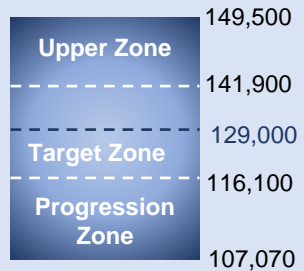 149,500
Upper Zone
141,900
129,000
Target Zone
116,100
Progression
Zone
107,070